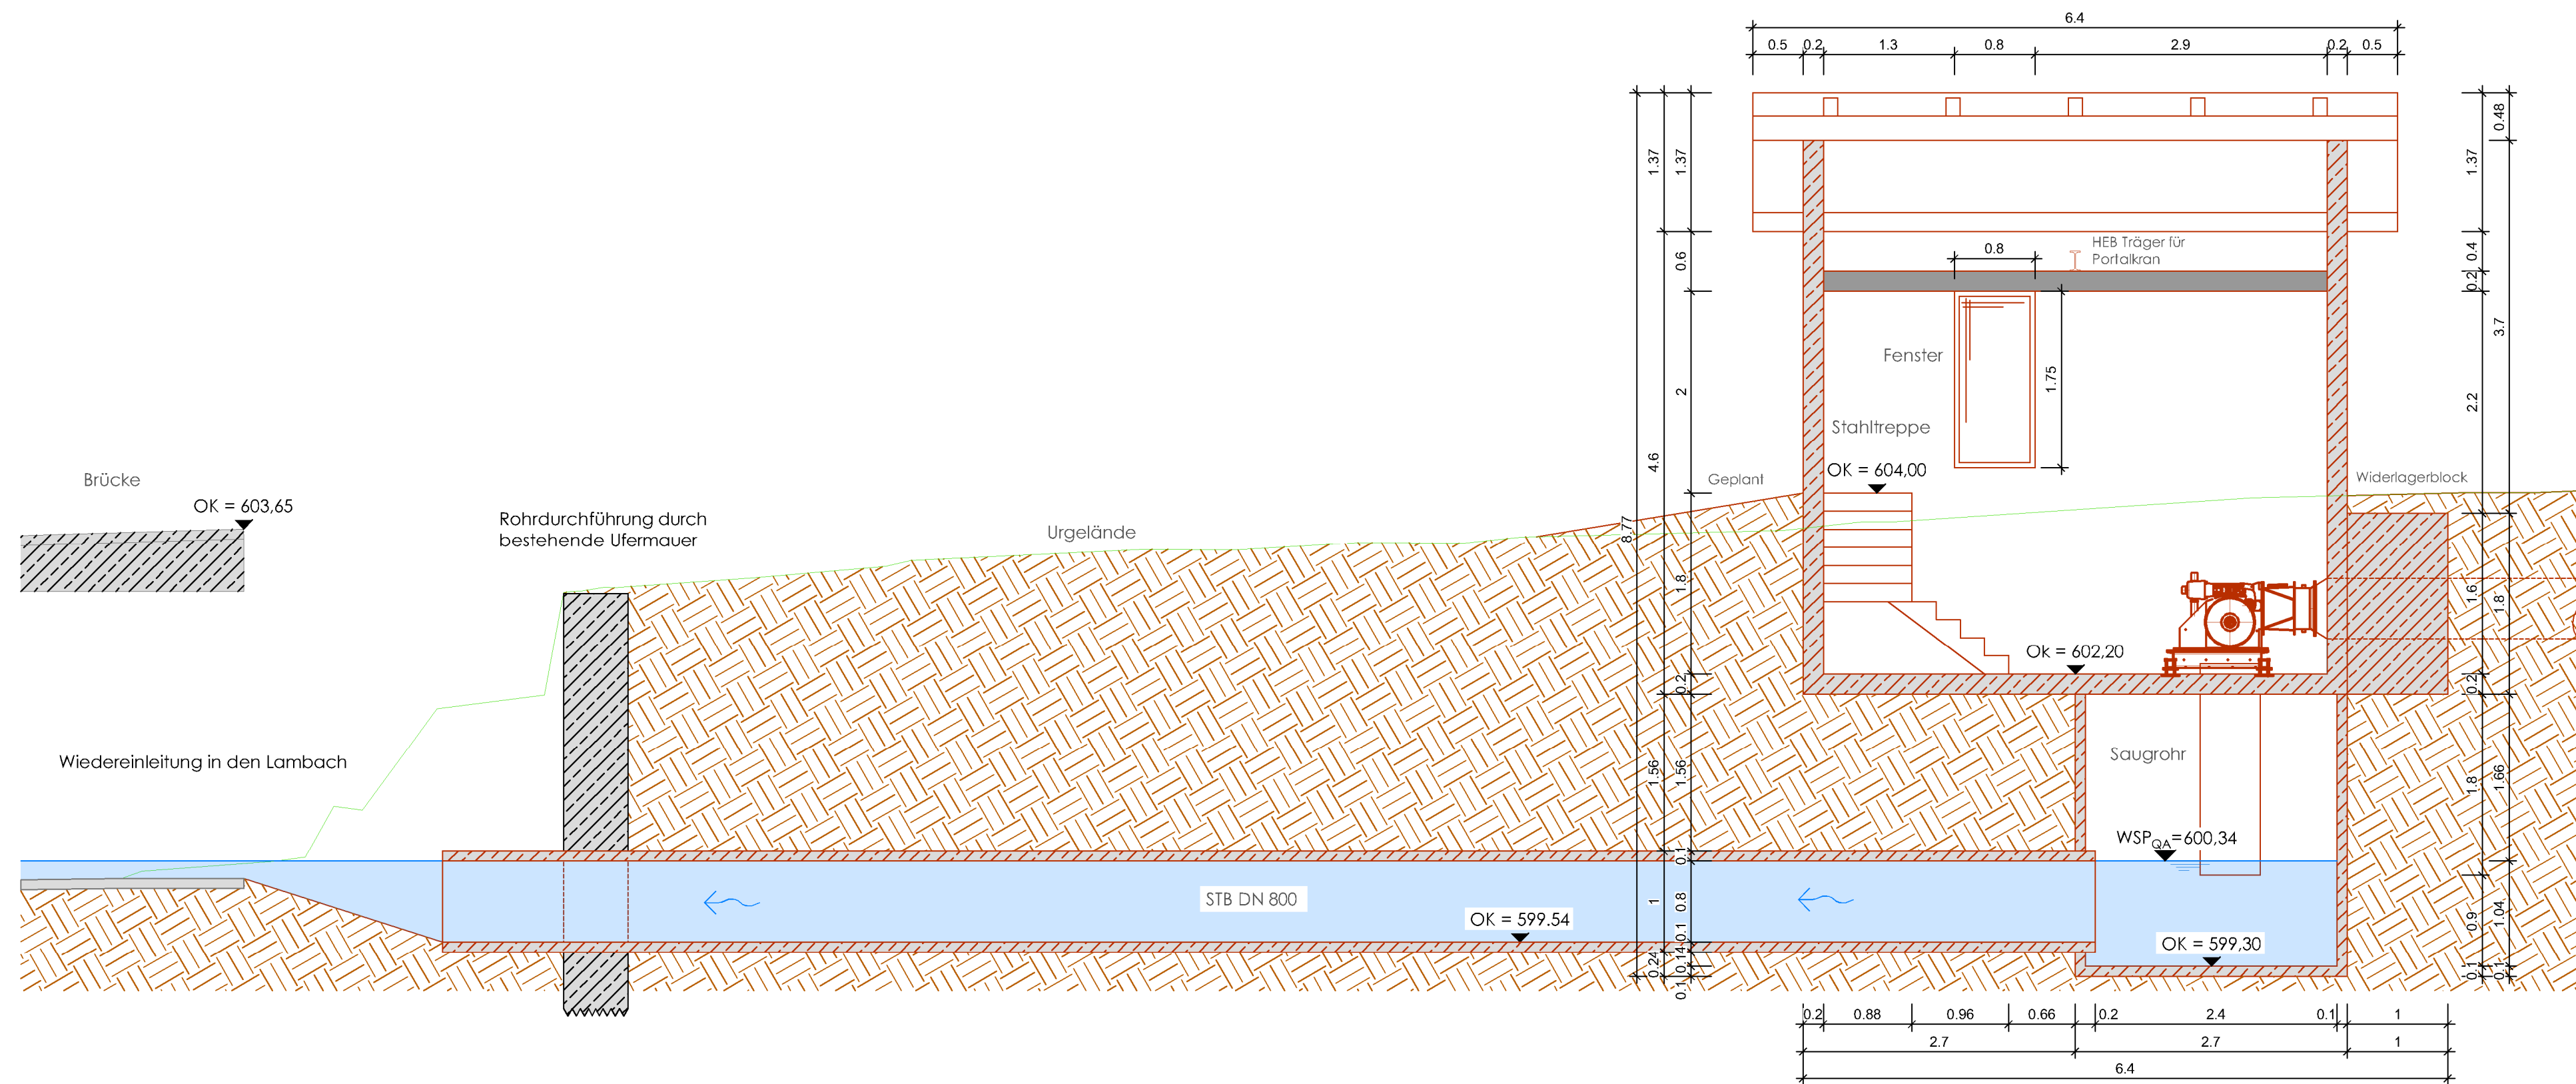 6.4
0.5 0.2 1.3 0.8 2.9 0.2 0.5
1.37 1.37
0.6
2
4.6
8.77
1.8
0.2
1.56 1.56
0.1
1 0.8
0.1
0.24 0.14
0.1
0.48
1.37
0.4
0.2
3.7
2.2
1.6 1.8
0.2
1.8 1.66
0.9 1.04
0.1 0.1
HEB Träger für
Portalkran
0.8
Fenster
1.75
Stahltreppe
OK = 604,00
Geplant
Widerlagerblock
Brücke
OK = 603,65
Rohrdurchführung durch
bestehende Ufermauer
Urgelände
OK = 602,20
Wiedereinleitung in den Lambach
Saugrohr
WSPQA=600,34
STB DN 800
OK = 599.54
OK = 599,30
0.2 0.88 0.96 0.66 0.2 2.4 0.1 1
2.7 2.7 1
6.4